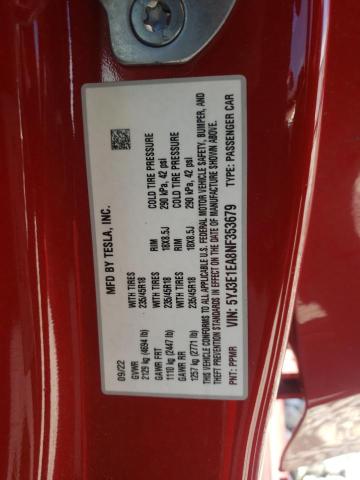 MFD BY TESLA, INC.
09/22
GVWR
2129 kg (4694 lb)
GAWR FRT WITH TIRES RIM COLD TIRE PRESSURE
1110 kg (2447 lb) 235/45R18 18X8.5J 290 kPa, 42 psi
GAWR RR WITH TIRES RIM COLD TIRE PRESSURE
1257 kg (2771 lb) 235/45R18 18X8.5J 290 kPa, 42 psi
THIS VEHICLE CONFORMS TO ALL APPLICABLE U.S. FEDERAL MOTOR VEHICLE SAFETY, BUMPER, AND
THEFT PREVENTION STANDARDS IN EFFECT ON THE DATE OF MANUFACTURE SHOWN ABOVE.
VIN: 5YJ3E1EA8NF353679 TYPE: PASSENGER CAR
PNT: PPMR